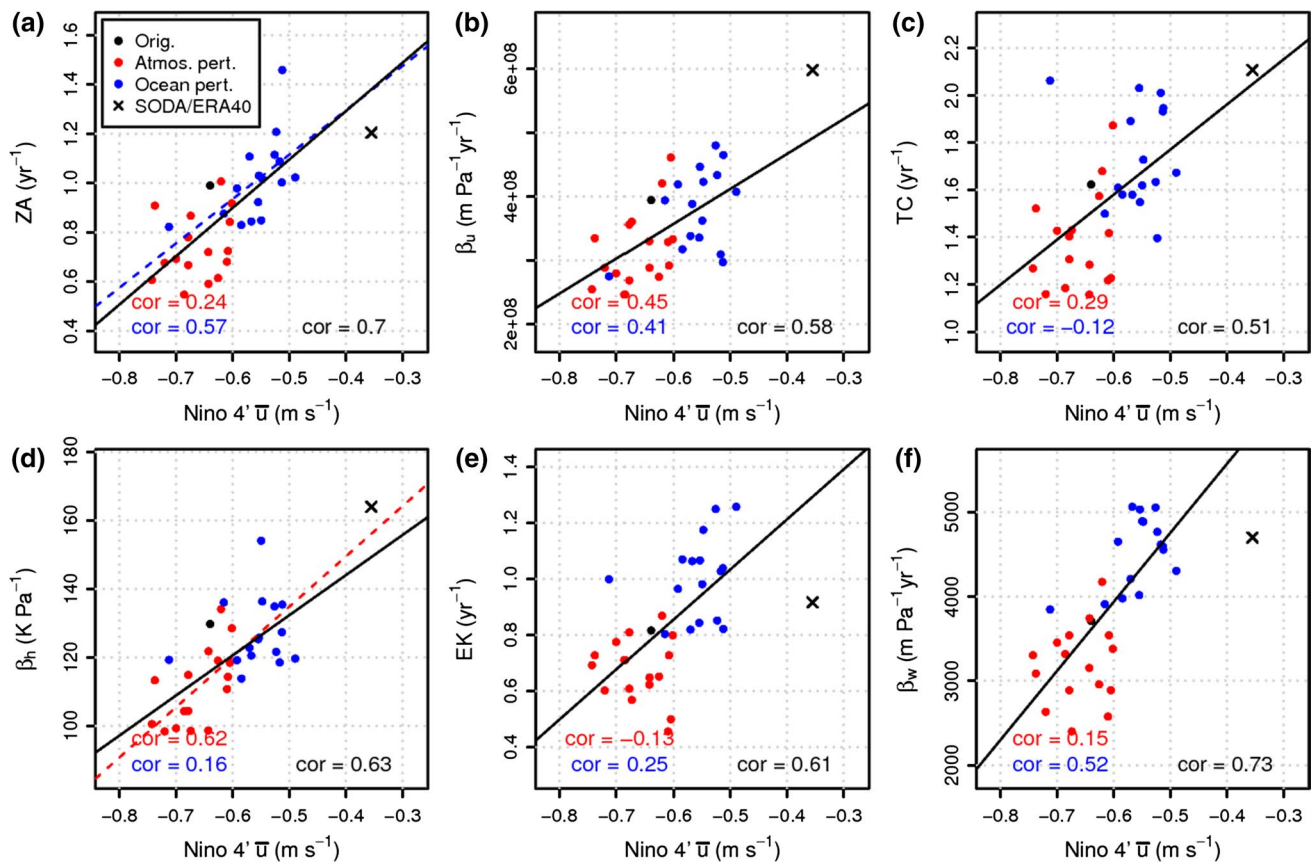 (a)
ZA (yr⁻¹)
1.6
1.4
1.2
1.0
0.8
0.6
0.4
Orig.
Atmos. pert.
Ocean pert.
SODA/ERA40
cor = 0.24
cor = 0.57
cor = 0.7
−0.8 −0.7 −0.6 −0.5 −0.4 −0.3
Nino 4' u̅ (m s⁻¹)
(b)
βu (m Pa⁻¹yr⁻¹)
6e+08
4e+08
2e+08
cor = 0.45
cor = 0.41
cor = 0.58
−0.8 −0.7 −0.6 −0.5 −0.4 −0.3
Nino 4' u̅ (m s⁻¹)
(c)
TC (yr⁻¹)
2.2
2.0
1.8
1.6
1.4
1.2
1.0
cor = 0.29
cor = −0.12
cor = 0.51
−0.8 −0.7 −0.6 −0.5 −0.4 −0.3
Nino 4' u̅ (m s⁻¹)
(d)
βh (K Pa⁻¹)
180
160
140
120
100
cor = 0.62
cor = 0.16
cor = 0.63
−0.8 −0.7 −0.6 −0.5 −0.4 −0.3
Nino 4' u̅ (m s⁻¹)
(e)
EK (yr⁻¹)
1.4
1.2
1.0
0.8
0.6
0.4
cor = −0.13
cor = 0.25
cor = 0.61
−0.8 −0.7 −0.6 −0.5 −0.4 −0.3
Nino 4' u̅ (m s⁻¹)
(f)
βw (m Pa⁻¹yr⁻¹)
5000
4000
3000
2000
cor = 0.15
cor = 0.52
cor = 0.73
−0.8 −0.7 −0.6 −0.5 −0.4 −0.3
Nino 4' u̅ (m s⁻¹)